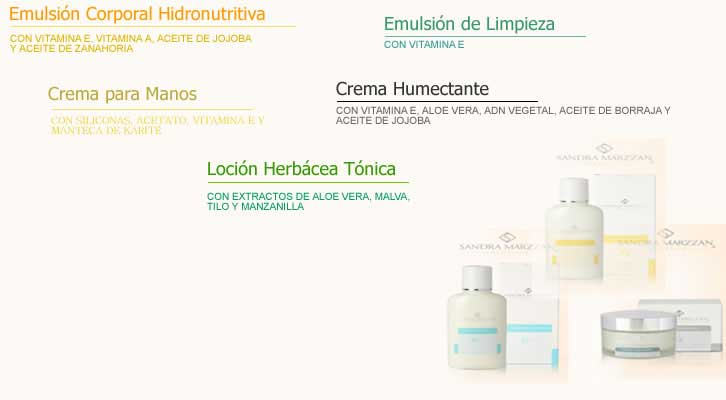 Emulsión Corporal Hidronutritiva
CON VITAMINA E, VITAMINA A, ACEITE DE JOJOBA
Y ACEITE DE ZANAHORIA
Emulsión de Limpieza
CON VITAMINA E
Crema para Manos
CON SILICONAS, ACETATO, VITAMINA E Y
MANTECA DE KARITÉ
Crema Humectante
CON VITAMINA E, ALOE VERA, ADN VEGETAL, ACEITE DE BORRAJA Y
ACEITE DE JOJOBA
Loción Herbácea Tónica
CON EXTRACTOS DE ALOE VERA, MALVA,
TILO Y MANZANILLA
SANDRA MARZZAN
SANDRA MARZZAN
SANDRA MARZZAN